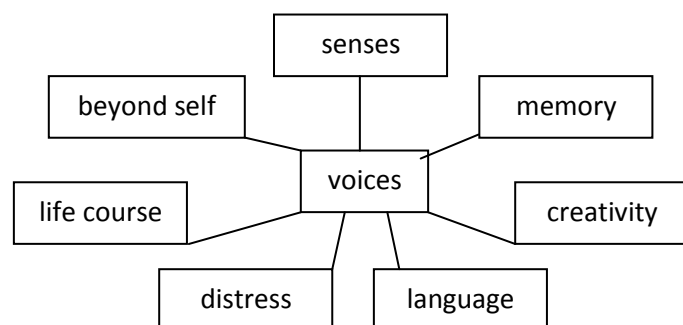 senses
beyond self
memory
voices
life course
creativity
distress
language